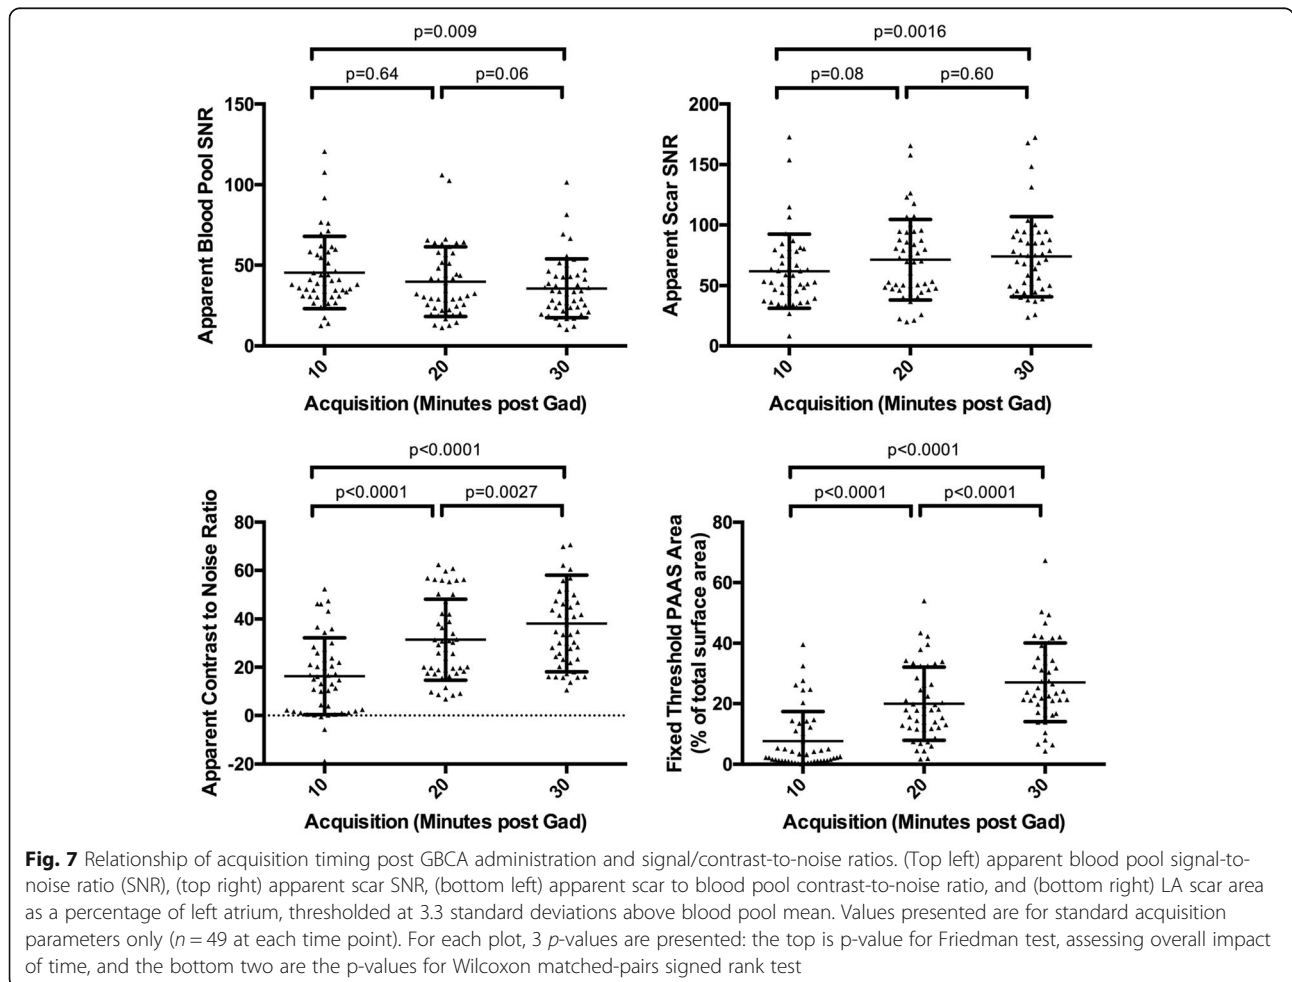 p=0.009
p=0.64 p=0.06
150
100
50
0
Apparent Blood Pool SNR
10 20 30
Acquisition (Minutes post Gad)
p=0.0016
p=0.08 p=0.60
200
150
100
50
0
Apparent Scar SNR
10 20 30
Acquisition (Minutes post Gad)
p<0.0001
p<0.0001 p=0.0027
80
60
40
20
0
-20
Apparent Contrast to Noise Ratio
10 20 30
Acquisition (Minutes post Gad)
p<0.0001
p<0.0001 p<0.0001
80
60
40
20
0
Fixed Threshold PAAS Area
(% of total surface area)
10 20 30
Acquisition (Minutes post Gad)
Fig. 7 Relationship of acquisition timing post GBCA administration and signal/contrast-to-noise ratios. (Top left) apparent blood pool signal-to-
noise ratio (SNR), (top right) apparent scar SNR, (bottom left) apparent scar to blood pool contrast-to-noise ratio, and (bottom right) LA scar area
as a percentage of left atrium, thresholded at 3.3 standard deviations above blood pool mean. Values presented are for standard acquisition
parameters only (n = 49 at each time point). For each plot, 3 p-values are presented: the top is p-value for Friedman test, assessing overall impact
of time, and the bottom two are the p-values for Wilcoxon matched-pairs signed rank test